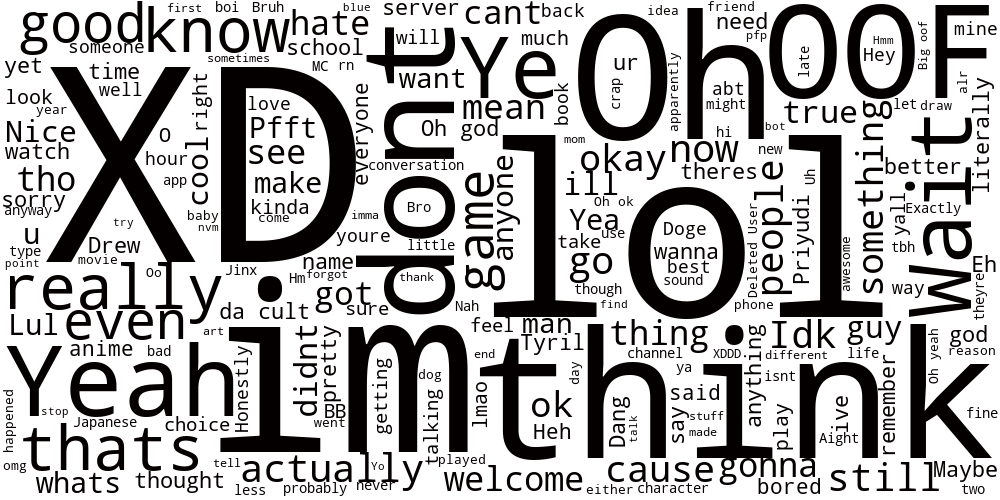 first
boi
Bruh
blue
server
cant
back
idea
friend
good
know
hate
will
much
need
pfp
OOF
mine
someone
school
sometimes
MC
rn
Ye
Oh
ur
late
Hmm
Hey
Big oof
yet
time
well
XD
dont
want
book
crap
apparently
abt
might
alr
look
year
right
love
Pfft
everyone
mean
true
let
draw
Nice
O
see
Oh
god
hi
bot
something
Wait
literally
watch
hour
cool
conversation
mom
okay
now
new
better
tho
app
make
lol
ill
theres
sorry
baby
kinda
Bro
game
anyone
Oh ok
people
Uh
Exactly
anyway
try
nvm
come
imma
Yea
use
Doge
Deleted User
Priyudi
yall
u
Drew
youre
little
take
wanna
tbh
type
point
movie
name
go
best
awesome
Eh
really
Oo
Jinx
Hm
forgot
thank
though
sound
way
theyre
got
da cult
sure
Nah
find
phone
Lul
even
art
im
feel
man
thing
Idk
guy
god
anime
bad
Honestly
didnt
pretty
end
Tyril
think
channel
XDDD
anything
different
life
reason
Yeah
getting
dog
lmao
day
ya
isnt
Oh yeah
stop
Japanese
choice
BB
went
talking
ok
Dang
talk
said
say
stuff
made
play
live
Aight
remember
fine
happened
thats
Heh
omg
tell
actually
Yo
played
cause
gonna
still
Maybe
whats
thought
less
probably
never
welcome
either
character
bored
two